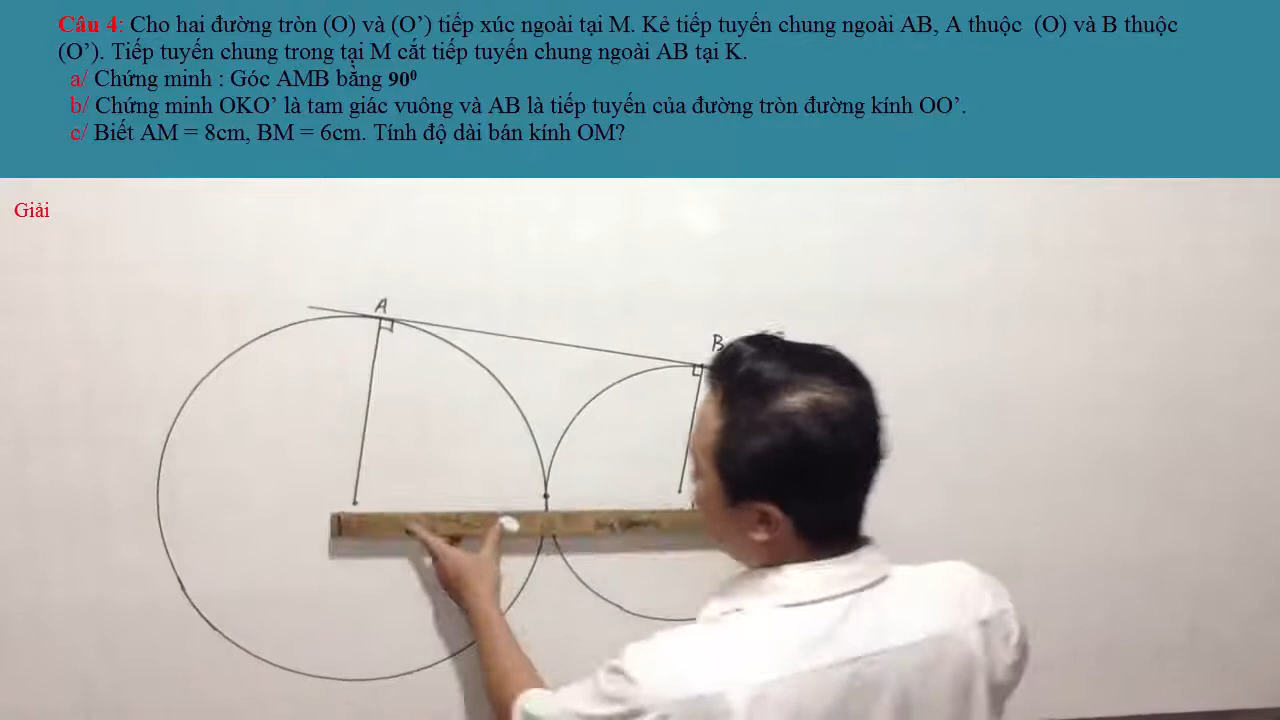 Câu 4: Cho hai đường tròn (O) và (O’) tiếp xúc ngoài tại M. Kẻ tiếp tuyến chung ngoài AB, A thuộc (O) và B thuộc
(O’). Tiếp tuyến chung trong tại M cắt tiếp tuyến chung ngoài AB tại K.
a/ Chứng minh : Góc AMB bằng 90⁰
b/ Chứng minh OKO’ là tam giác vuông và AB là tiếp tuyến của đường tròn đường kính OO’.
c/ Biết AM = 8cm, BM = 6cm. Tính độ dài bán kính OM?
Giải
A
B